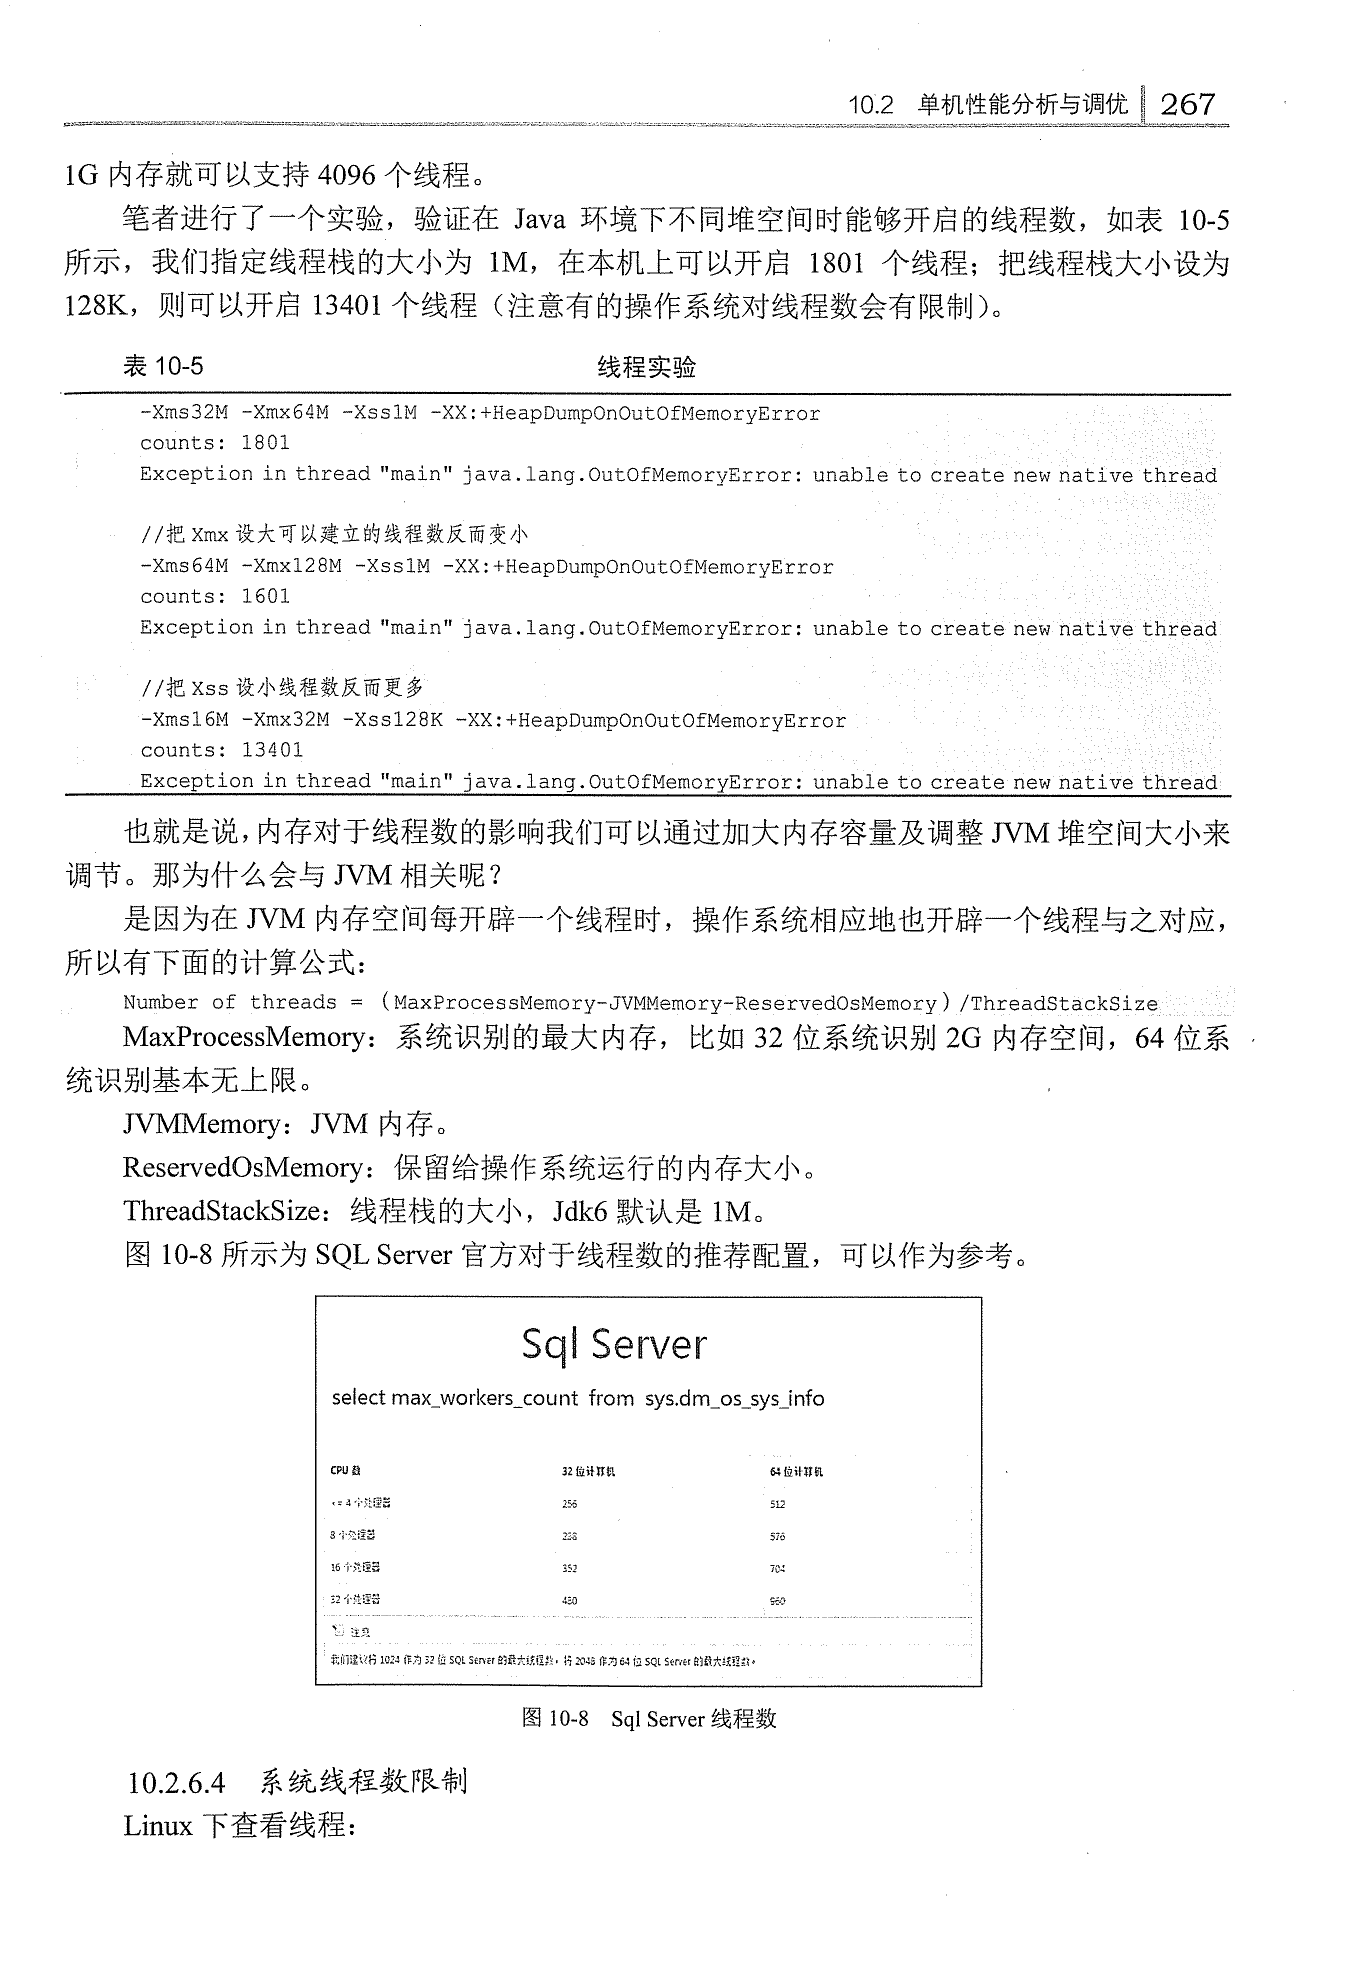 10.2 单机性能分析与调优 267
1G 内存就可以支持 4096 个线程。
笔者进行了一个实验，验证在 Java 环境下不同堆空间时能够开启的线程数，如表 10-5
所示，我们指定线程栈的大小为 1M，在本机上可以开启 1801 个线程；把线程栈大小设为
128K，则可以开启 13401 个线程（注意有的操作系统对线程数会有限制）。
表 10-5 线程实验
-Xms32M -Xmx64M -Xss1M -XX:+HeapDumpOnOutOfMemoryError
counts: 1801
Exception in thread "main" java.lang.OutOfMemoryError: unable to create new native thread
//把 Xmx 设大可以建立的线程数反而变小
-Xms64M -Xmx128M -Xss1M -XX:+HeapDumpOnOutOfMemoryError
counts: 1601
Exception in thread "main" java.lang.OutOfMemoryError: unable to create new native thread
//把 Xss 设小线程数反而更多
-Xms16M -Xmx32M -Xss128K -XX:+HeapDumpOnOutOfMemoryError
counts: 13401
Exception in thread "main" java.lang.OutOfMemoryError: unable to create new native thread
也就是说，内存对于线程数的影响我们可以通过加大内存容量及调整 JVM 堆空间大小来
调节。那为什么会与 JVM 相关呢？
是因为在 JVM 内存空间每开辟一个线程时，操作系统相应地也开辟一个线程与之对应，
所以有下面的计算公式：
Number of threads = (MaxProcessMemory-JVMMemory-ReservedOsMemory) /ThreadStackSize
MaxProcessMemory：系统识别的最大内存，比如 32 位系统识别 2G 内存空间，64 位系
统识别基本无上限。
JVMMemory：JVM 内存。
ReservedOsMemory：保留给操作系统运行的内存大小。
ThreadStackSize：线程栈的大小，Jdk6 默认是 1M。
图 10-8 所示为 SQL Server 官方对于线程数的推荐配置，可以作为参考。
Sql Server
select max_workers_count from sys.dm_os_sys_info
CPU 数 32 位计算机 64 位计算机
<= 4 个处理器 256 512
8 个处理器 288 576
16 个处理器 352 704
32 个处理器 480 960
注意
我们建议将 1024 作为 32 位 SQL Server 的最大线程数，将 2048 作为 64 位 SQL Server 的最大线程数。
图 10-8 Sql Server 线程数
10.2.6.4 系统线程数限制
Linux 下查看线程：